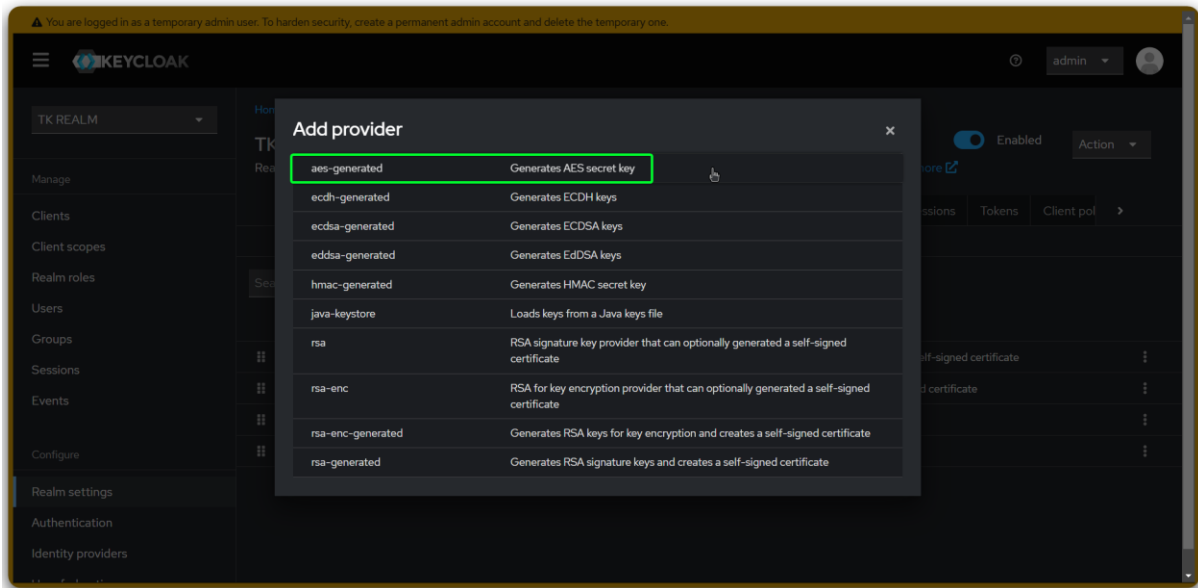 You are logged in as a temporary admin user. To harden security, create a permanent admin account and delete the temporary one.
KEYCLOAK
admin
TK REALM
Manage
Clients
Client scopes
Realm roles
Users
Groups
Sessions
Events
Configure
Realm settings
Authentication
Identity providers
TK
Enabled
Action
Tokens
Client pol
Add provider
aes-generated Generates AES secret key
ecdh-generated Generates ECDH keys
ecdsa-generated Generates ECDSA keys
eddsa-generated Generates EdDSA keys
hmac-generated Generates HMAC secret key
java-keystore Loads keys from a Java keys file
rsa RSA signature key provider that can optionally generated a self-signed
certificate
rsa-enc RSA for key encryption provider that can optionally generated a self-signed
certificate
rsa-enc-generated Generates RSA keys for key encryption and creates a self-signed certificate
rsa-generated Generates RSA signature keys and creates a self-signed certificate
elf-signed certificate
d certificate